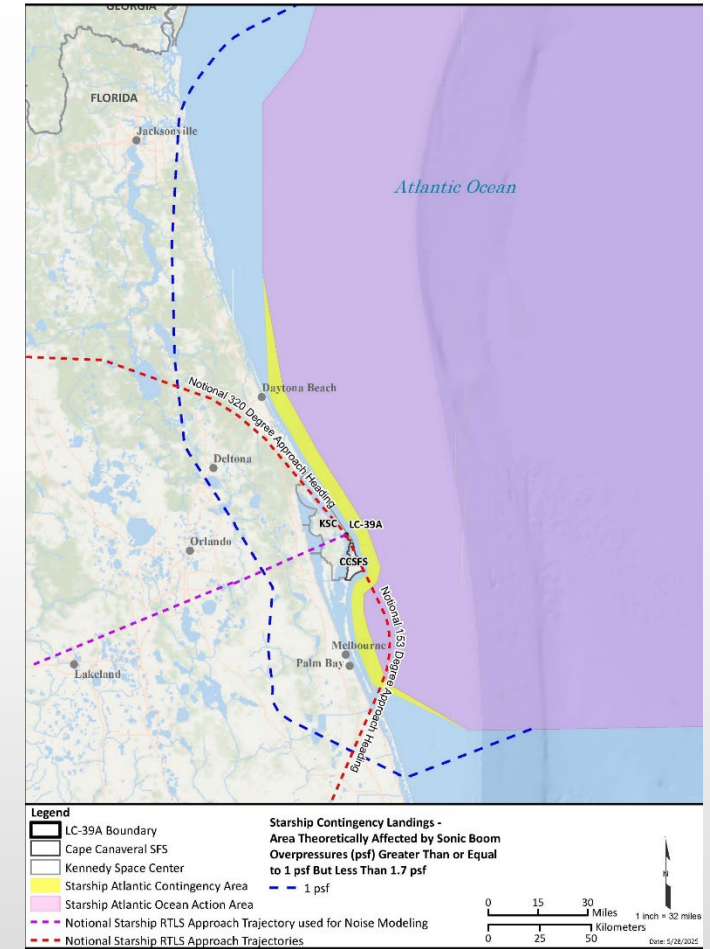 GEORGIA
FLORIDA
Jacksonville
Atlantic Ocean
Daytona Beach
Notional 320 Degree Approach Heading
Deltona
KSC
LC-39A
Orlando
CCSFS
Notional 153 Degree Approach Heading
Melbourne
Palm Bay
Lakeland
Legend
LC-39A Boundary
Cape Canaveral SFS
Kennedy Space Center
Starship Atlantic Contingency Area
Starship Atlantic Ocean Action Area
Notional Starship RTLS Approach Trajectory used for Noise Modeling
Notional Starship RTLS Approach Trajectories
Starship Contingency Landings -
Area Theoretically Affected by Sonic Boom
Overpressures (psf) Greater Than or Equal
to 1 psf But Less Than 1.7 psf
1 psf
0 15 30
Miles
Kilometers
0 25 50
N
1 inch = 32 miles
Date: 5/28/2025